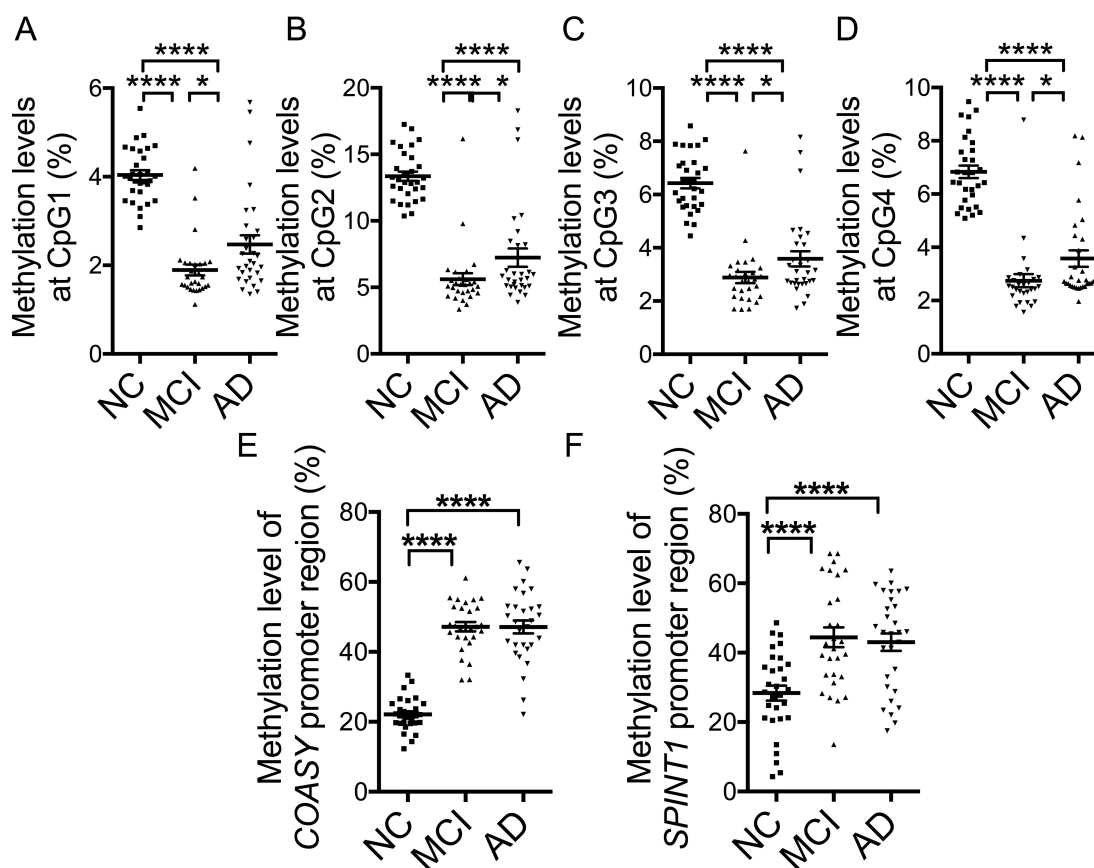 A
B
C
D
****
****
*
Methylation levels
at CpG1 (%)
6
4
2
0
NC
MCI
AD
****
****
*
Methylation levels
at CpG2 (%)
20
15
10
5
0
NC
MCI
AD
****
****
*
Methylation levels
at CpG3 (%)
10
8
6
4
2
0
NC
MCI
AD
****
****
*
Methylation levels
at CpG4 (%)
10
8
6
4
2
0
NC
MCI
AD
E
F
****
****
Methylation level of
COASY promoter region (%)
80
60
40
20
0
NC
MCI
AD
****
****
Methylation level of
SPINT1 promoter region (%)
80
60
40
20
0
NC
MCI
AD